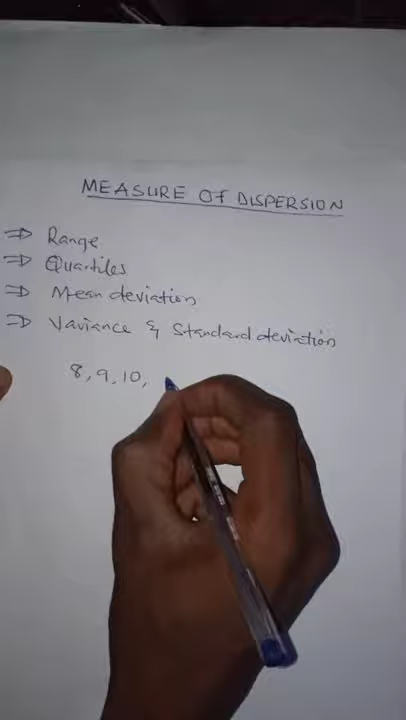 MEASURE OF DISPERSION
⇒ Range
⇒ Quartiles
⇒ Mean deviation
⇒ Variance & Standard deviation
8, 9, 10,